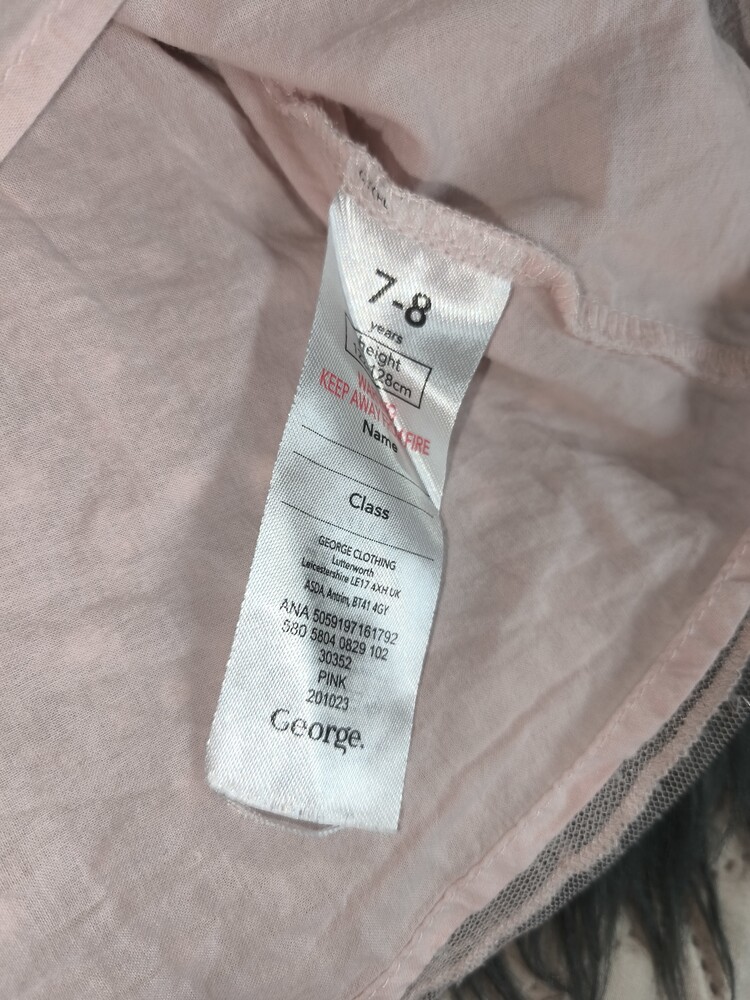 7-8
years
height
128cm
KEEP AWAY FIRE
Name
Class
GEORGE CLOTHING
Lutterworth
Leicestershire LE17 4XH UK
ASDA, Antrim, BT41 4GY
ANA 5059197161792
580 5804 0829 102
30352
PINK
201023
George.